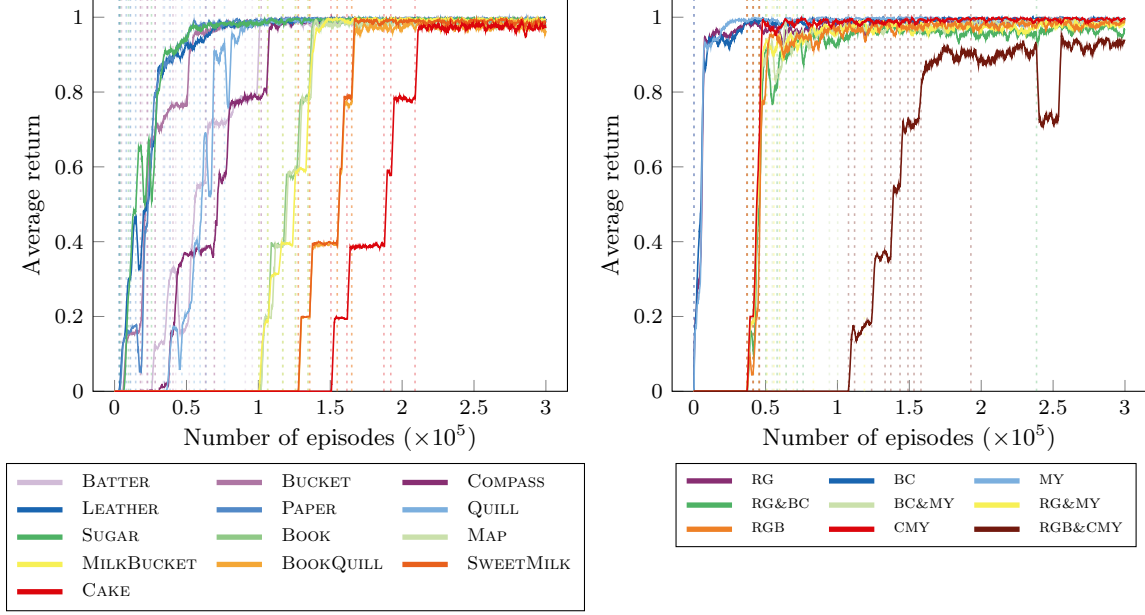 1
0.8
0.6
0.4
0.2
0
0 0.5 1 1.5 2 2.5 3
Average return
Number of episodes (×10⁵)
BATTER BUCKET COMPASS
LEATHER PAPER QUILL
SUGAR BOOK MAP
MILKBUCKET BOOKQUILL SWEETMILK
CAKE
1
0.8
0.6
0.4
0.2
0
0 0.5 1 1.5 2 2.5 3
Average return
Number of episodes (×10⁵)
RG BC MY
RG&BC BC&MY RG&MY
RGB CMY RGB&CMY